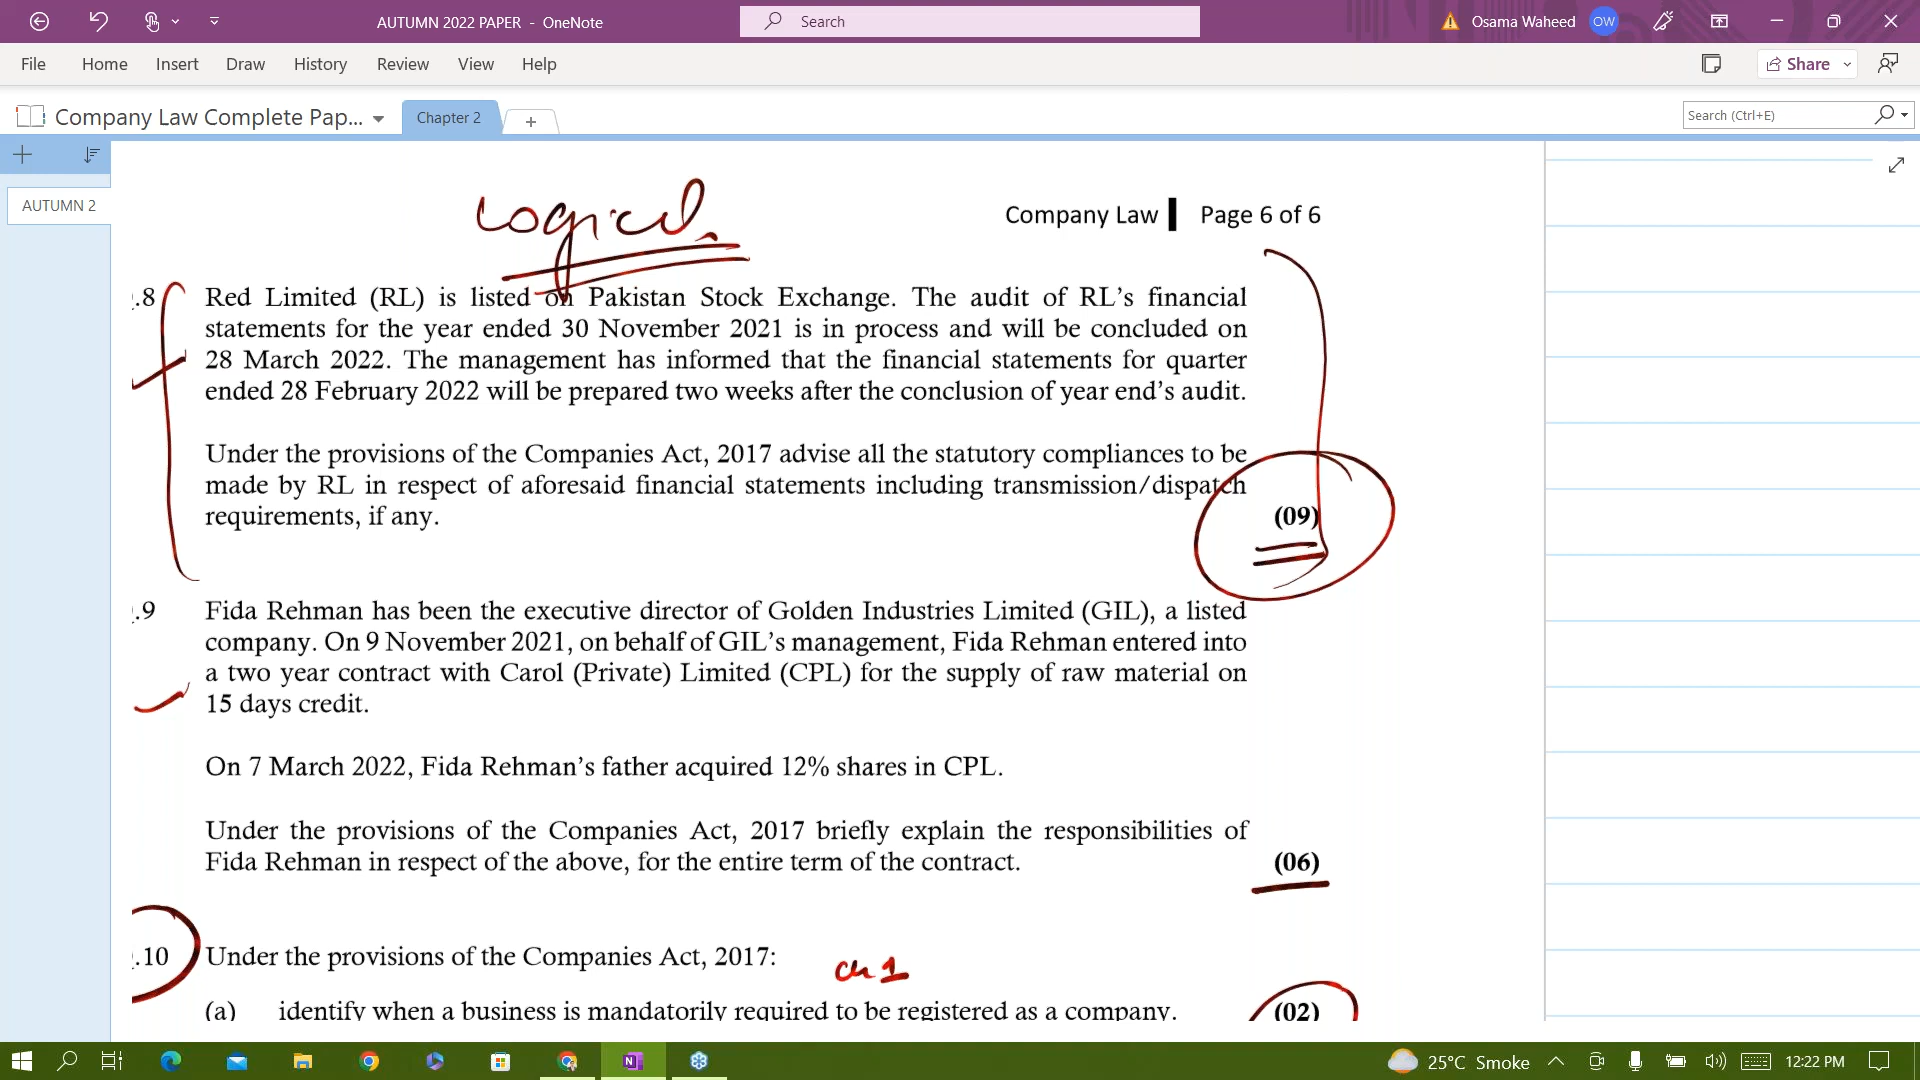 AUTUMN 2022 PAPER - OneNote
Search
Osama Waheed
OW
File
Home
Insert
Draw
History
Review
View
Help
Share
Company Law Complete Pap...
Chapter 2
Search (Ctrl+E)
AUTUMN 2
Logical.
Company Law Page 6 of 6
.8 Red Limited (RL) is listed on Pakistan Stock Exchange. The audit of RL's financial
statements for the year ended 30 November 2021 is in process and will be concluded on
28 March 2022. The management has informed that the financial statements for quarter
ended 28 February 2022 will be prepared two weeks after the conclusion of year end's audit.
Under the provisions of the Companies Act, 2017 advise all the statutory compliances to be
made by RL in respect of aforesaid financial statements including transmission/dispatch
requirements, if any. (09)
.9 Fida Rehman has been the executive director of Golden Industries Limited (GIL), a listed
company. On 9 November 2021, on behalf of GIL's management, Fida Rehman entered into
a two year contract with Carol (Private) Limited (CPL) for the supply of raw material on
15 days credit.
On 7 March 2022, Fida Rehman's father acquired 12% shares in CPL.
Under the provisions of the Companies Act, 2017 briefly explain the responsibilities of
Fida Rehman in respect of the above, for the entire term of the contract. (06)
.10 Under the provisions of the Companies Act, 2017:
Ch 1
(a) identify when a business is mandatorily required to be registered as a company. (02)
25°C Smoke
12:22 PM